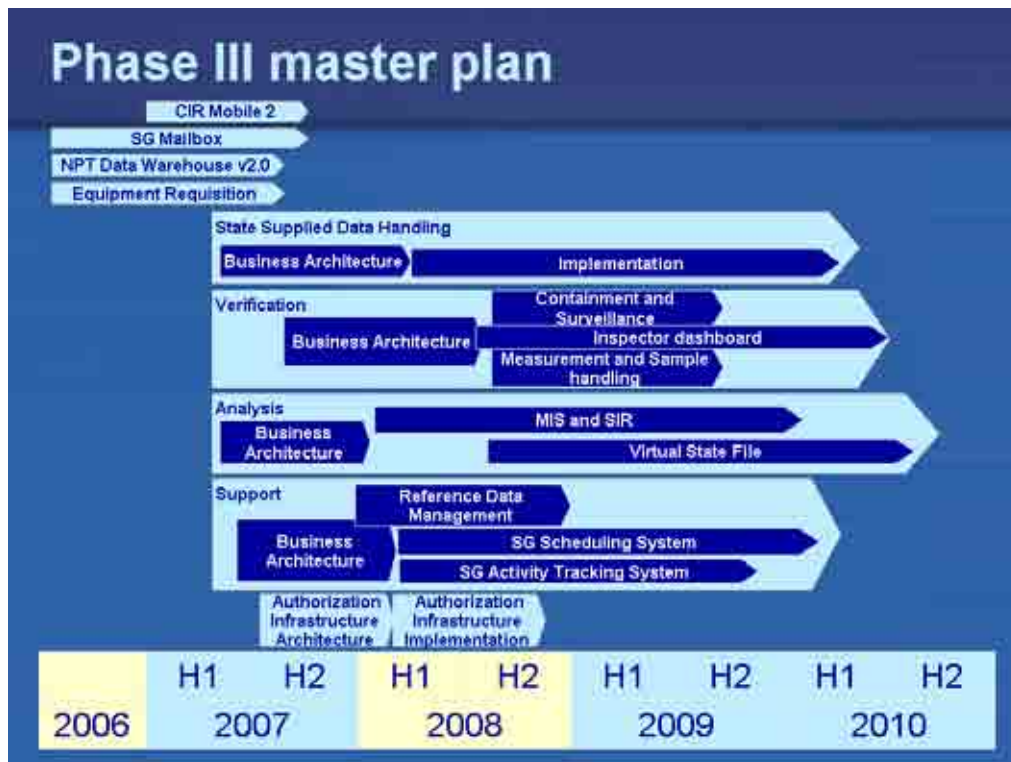 Phase III master plan
CIR Mobile 2
SG Mailbox
NPT Data Warehouse v2.0
Equipment Requisition
State Supplied Data Handling
Business Architecture
Implementation
Verification
Containment and
Surveillance
Business Architecture
Inspector dashboard
Measurement and Sample
handling
Analysis
Business
Architecture
MIS and SIR
Virtual State File
Support
Reference Data
Management
Business
Architecture
SG Scheduling System
SG Activity Tracking System
Authorization
Infrastructure
Architecture
Authorization
Infrastructure
Implementation
H1 H2 H1 H2 H1 H2 H1 H2
2006 2007 2008 2009 2010